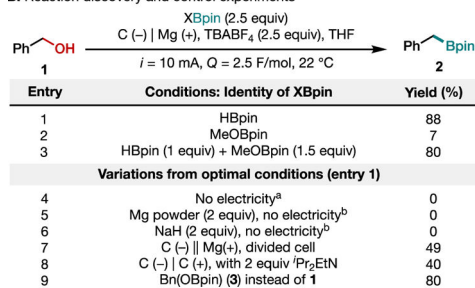 B. Reaction discovery and control experiments
XBpin (2.5 equiv)
C (–) | Mg (+), TBABF4 (2.5 equiv), THF
i = 10 mA, Q = 2.5 F/mol, 22 °C
Ph OH
1
Ph Bpin
2
Entry Conditions: Identity of XBpin Yield (%)
1 HBpin 88
2 MeOBpin 7
3 HBpin (1 equiv) + MeOBpin (1.5 equiv) 80
Variations from optimal conditions (entry 1)
4 No electricityᵃ 0
5 Mg powder (2 equiv), no electricityᵇ 0
6 NaH (2 equiv), no electricityᵇ 0
7 C (–) || Mg(+), divided cell 49
8 C (–) | C (+), with 2 equiv ⁱPr2EtN 40
9 Bn(OBpin) (3) instead of 1 80